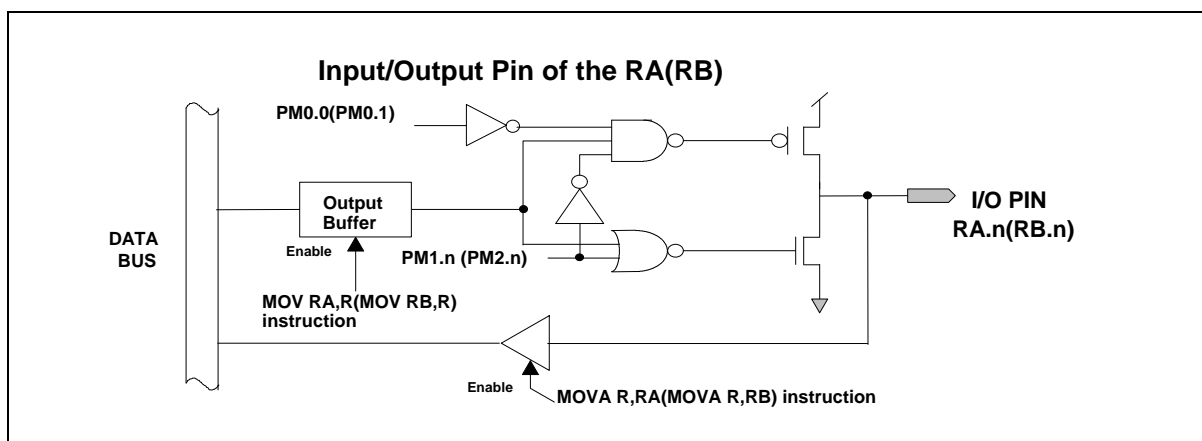 Input/Output Pin of the RA(RB)
PM0.0(PM0.1)
Output
Buffer
I/O PIN
RA.n(RB.n)
DATA
BUS
Enable
PM1.n (PM2.n)
MOV RA,R(MOV RB,R)
instruction
Enable
MOVA R,RA(MOVA R,RB) instruction